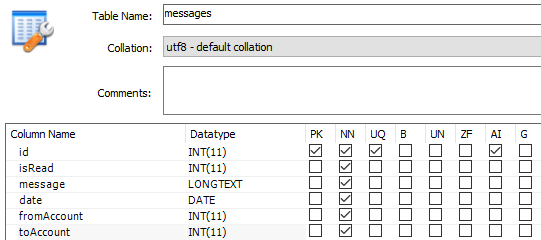 Table Name: messages
Collation: utf8 - default collation
Comments:
Column Name Datatype PK NN UQ B UN ZF AI G
id INT(11)
isRead INT(11)
message LONGTEXT
date DATE
fromAccount INT(11)
toAccount INT(11)